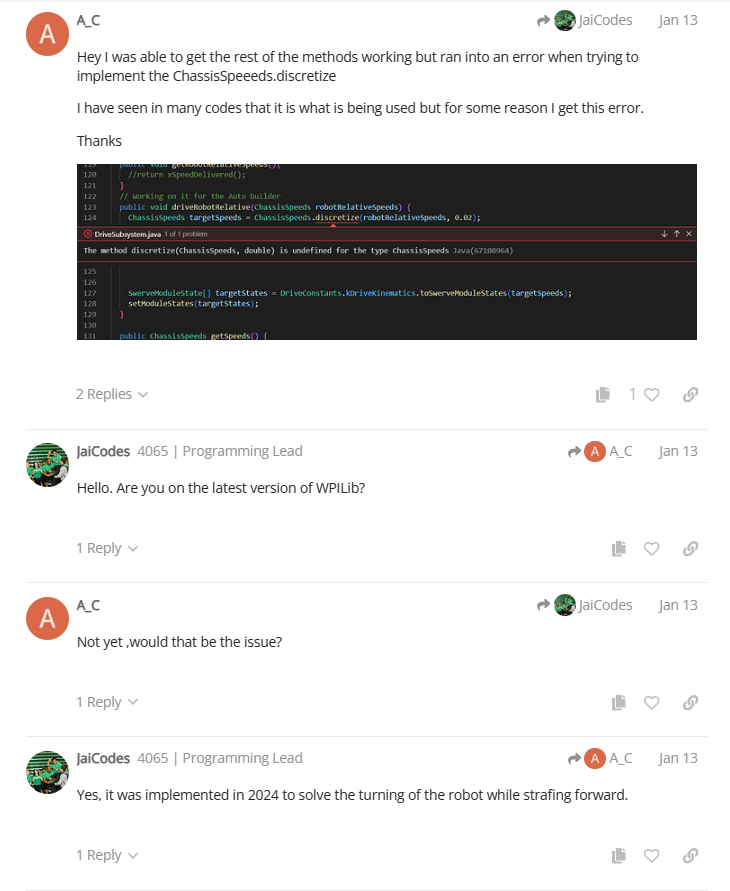 A
A_C
JaiCodes
Jan 13
Hey I was able to get the rest of the methods working but ran into an error when trying to
implement the ChassisSpeeeds.discretize
I have seen in many codes that it is what is being used but for some reason I get this error.
Thanks
119 public void getRobotRelativeSpeeds(){
120 //return xSpeedDelivered();
121 }
122 // Working on it for the Auto builder
123 public void driveRobotRelative(ChassisSpeeds robotRelativeSpeeds) {
124 ChassisSpeeds targetSpeeds = ChassisSpeeds.discretize(robotRelativeSpeeds, 0.02);
DriveSubsystem.java 1 of 1 problem
The method discretize(ChassisSpeeds, double) is undefined for the type ChassisSpeeds Java(67108964)
125
126
127 SwerveModuleState[] targetStates = DriveConstants.kDriveKinematics.toSwerveModuleStates(targetSpeeds);
128 setModuleStates(targetStates);
129 }
130
131 public ChassisSpeeds getSpeeds() {
2 Replies
1
JaiCodes 4065 | Programming Lead
A A_C
Jan 13
Hello. Are you on the latest version of WPILib?
1 Reply
A
A_C
JaiCodes
Jan 13
Not yet ,would that be the issue?
1 Reply
JaiCodes 4065 | Programming Lead
A A_C
Jan 13
Yes, it was implemented in 2024 to solve the turning of the robot while strafing forward.
1 Reply